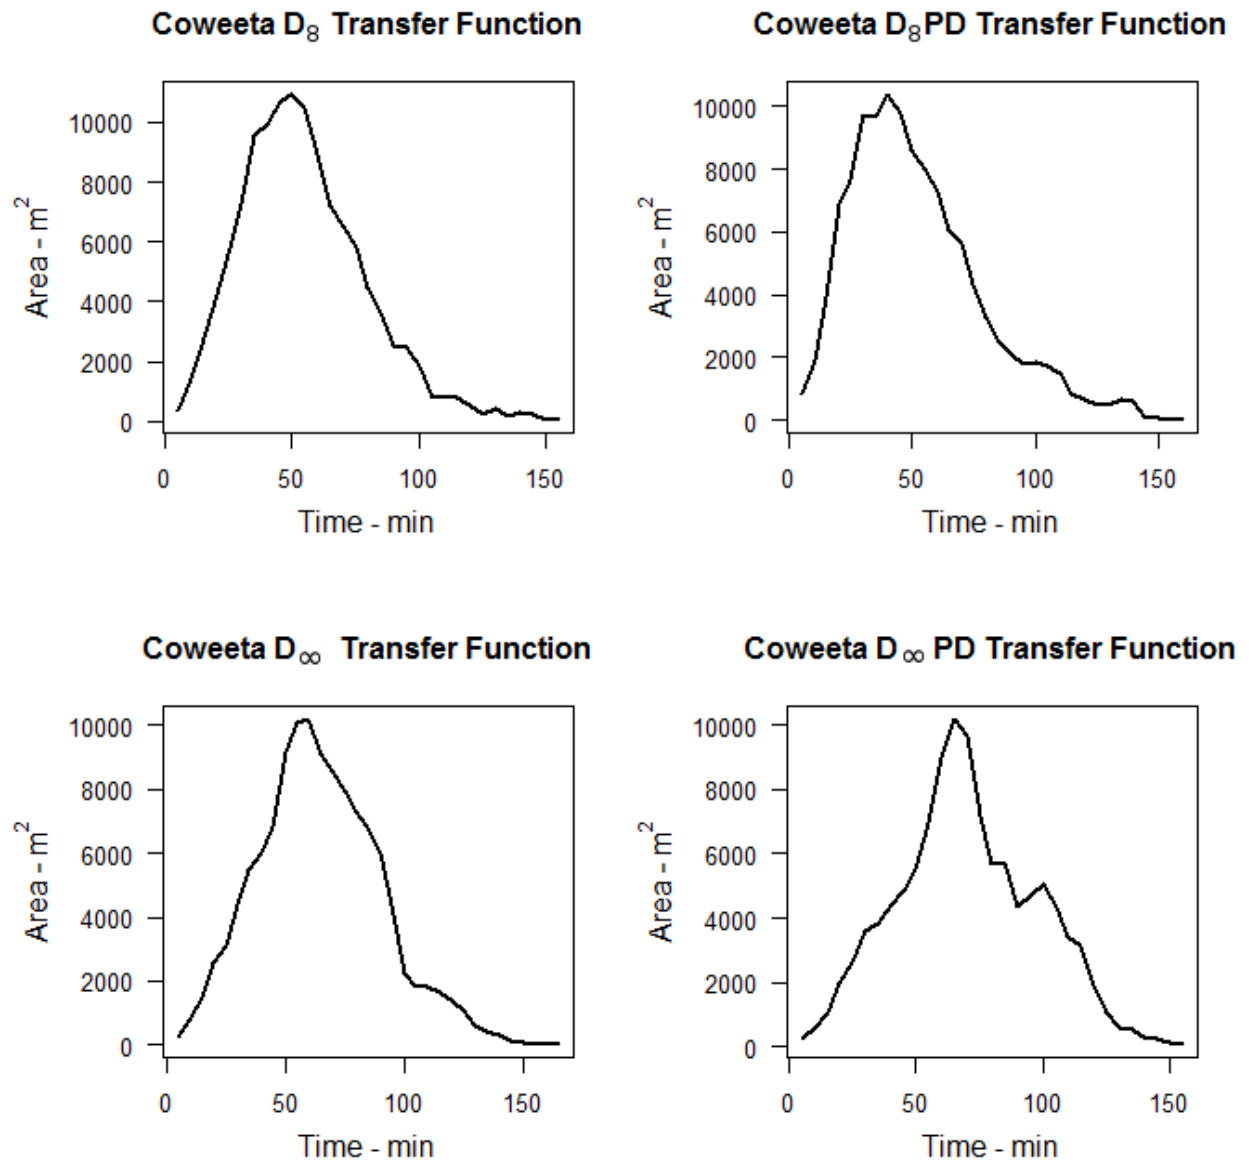 Coweeta D₈ Transfer Function
Area - m²
10000
8000
6000
4000
2000
0
0 50 100 150
Time - min
Coweeta D₈PD Transfer Function
Area - m²
10000
8000
6000
4000
2000
0
0 50 100 150
Time - min
Coweeta D∞ Transfer Function
Area - m²
10000
8000
6000
4000
2000
0
0 50 100 150
Time - min
Coweeta D∞ PD Transfer Function
Area - m²
10000
8000
6000
4000
2000
0
0 50 100 150
Time - min